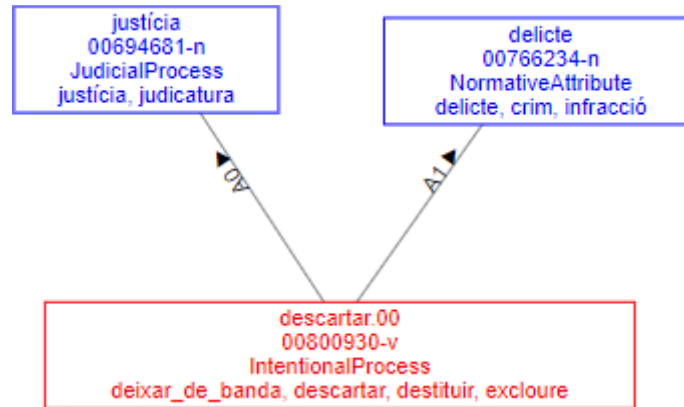 justícia
00694681-n
JudicialProcess
justícia, judicatura
delicte
00766234-n
NormativeAttribute
delicte, crim, infracció
A0
A1
descartar.00
00800930-v
IntentionalProcess
deixar_de_banda, descartar, destituir, excloure